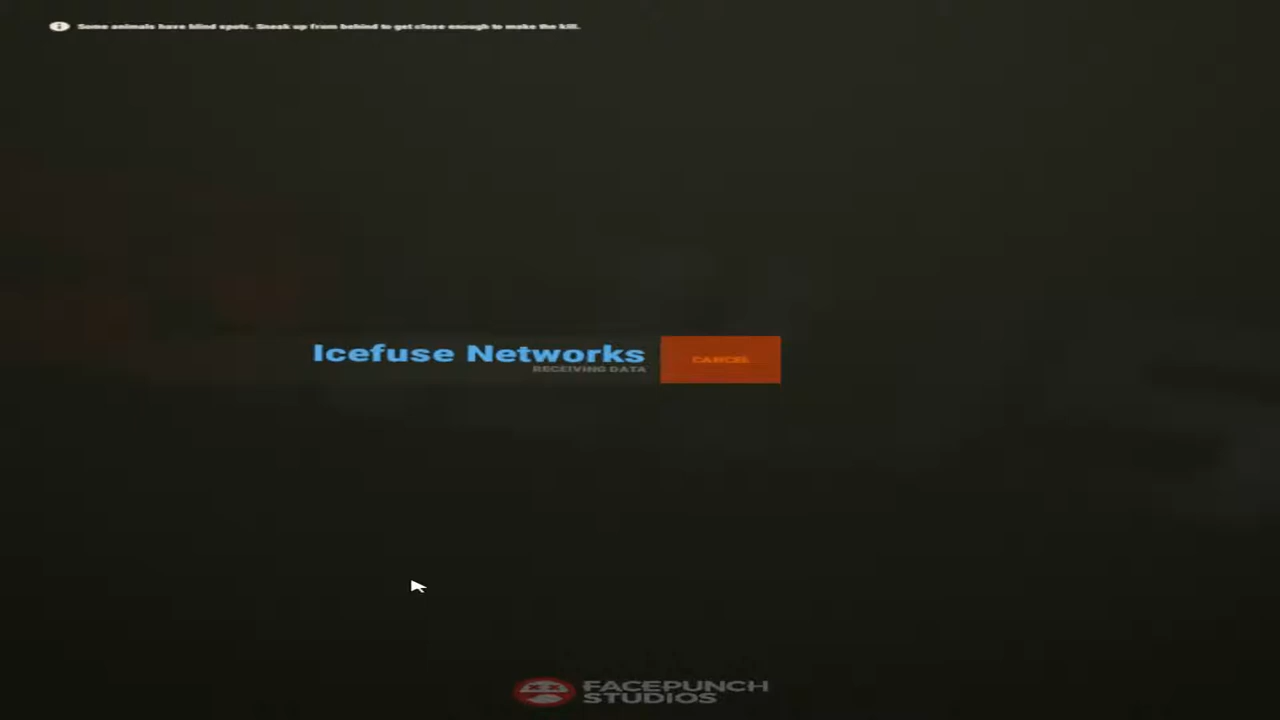 Some animals have blind spots. Sneak up from behind to get close enough to make the kill.
Icefuse Networks
RECEIVING DATA
CANCEL
FACEPUNCH
STUDIOS